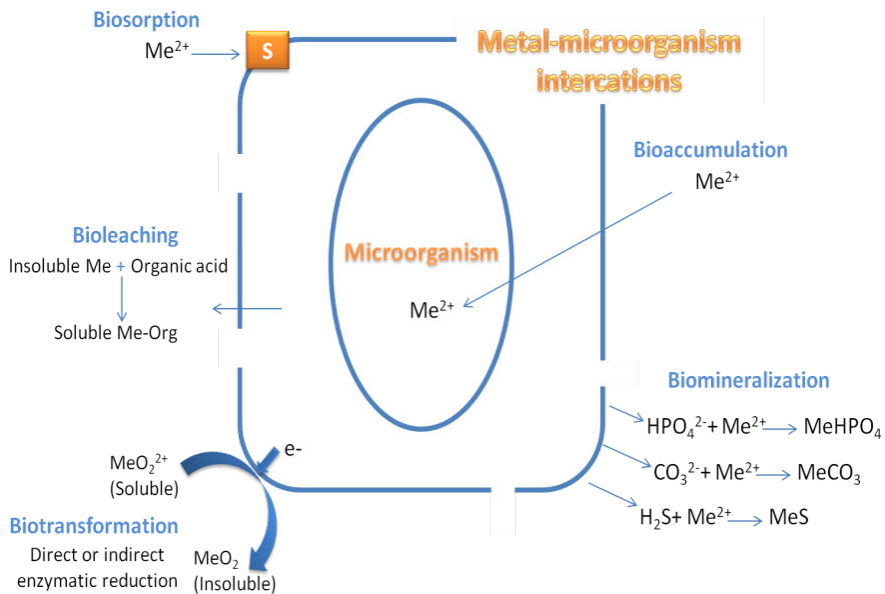 Biosorption
Me²⁺
S
Metal-microorganism
intercations
Bioaccumulation
Me²⁺
Bioleaching
Insoluble Me + Organic acid
Soluble Me-Org
Microorganism
Me²⁺
Biomineralization
HPO₄²⁻+ Me²⁺ → MeHPO₄
CO₃²⁻+ Me²⁺ → MeCO₃
H₂S+ Me²⁺ → MeS
e-
MeO₂²⁺
(Soluble)
Biotransformation
Direct or indirect
enzymatic reduction
MeO₂
(Insoluble)